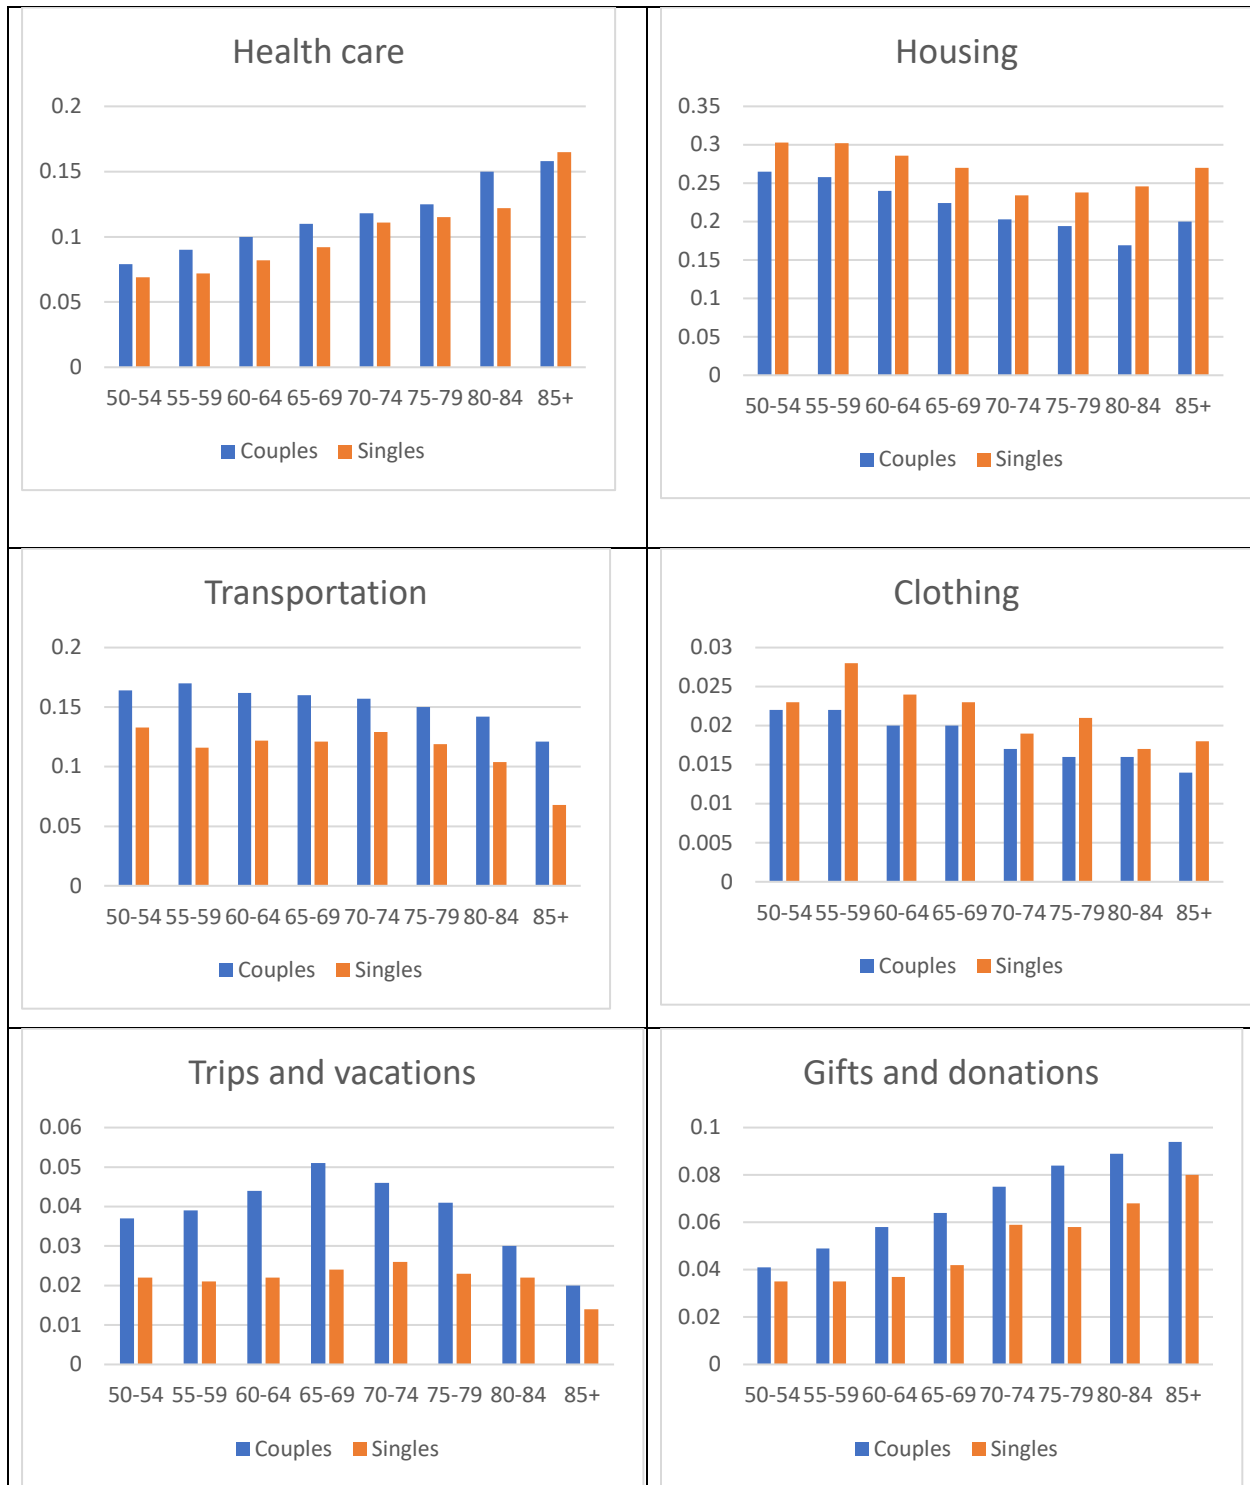 Health care
0.2
0.15
0.1
0.05
0
50-54 55-59 60-64 65-69 70-74 75-79 80-84 85+
Couples Singles
Housing
0.35
0.3
0.25
0.2
0.15
0.1
0.05
0
50-54 55-59 60-64 65-69 70-74 75-79 80-84 85+
Couples Singles
Transportation
0.2
0.15
0.1
0.05
0
50-54 55-59 60-64 65-69 70-74 75-79 80-84 85+
Couples Singles
Clothing
0.03
0.025
0.02
0.015
0.01
0.005
0
50-54 55-59 60-64 65-69 70-74 75-79 80-84 85+
Couples Singles
Trips and vacations
0.06
0.05
0.04
0.03
0.02
0.01
0
50-54 55-59 60-64 65-69 70-74 75-79 80-84 85+
Couples Singles
Gifts and donations
0.1
0.08
0.06
0.04
0.02
0
50-54 55-59 60-64 65-69 70-74 75-79 80-84 85+
Couples Singles